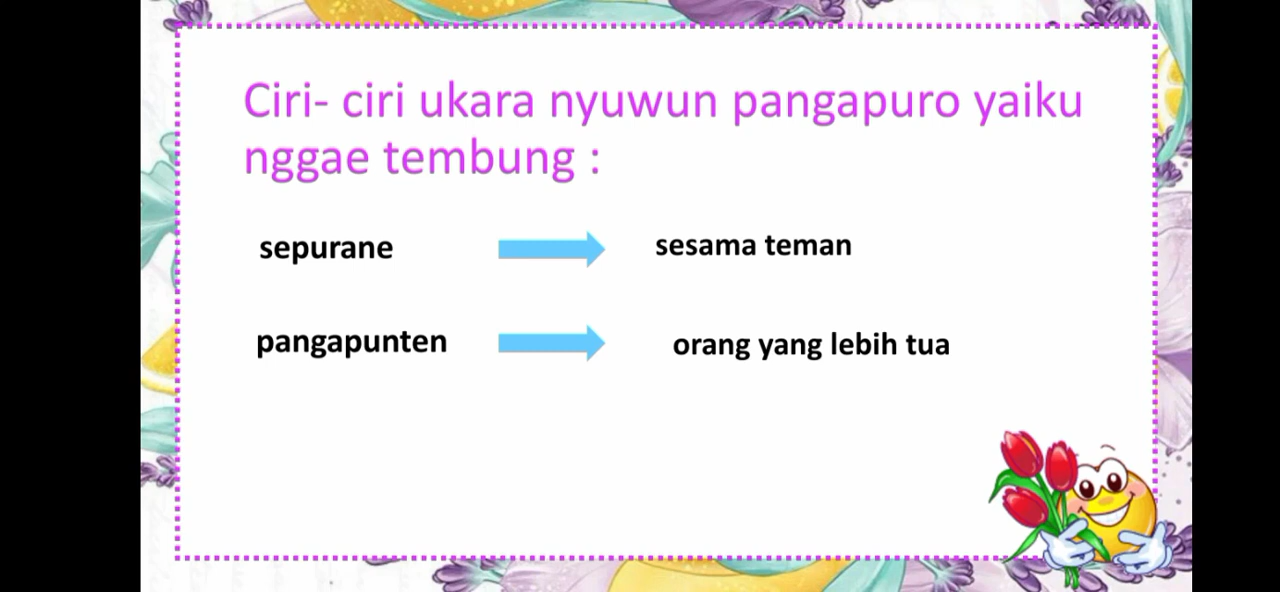 Ciri- ciri ukara nyuwun pangapuro yaiku
nggae tembung :
sepurane sesama teman
pangapunten orang yang lebih tua